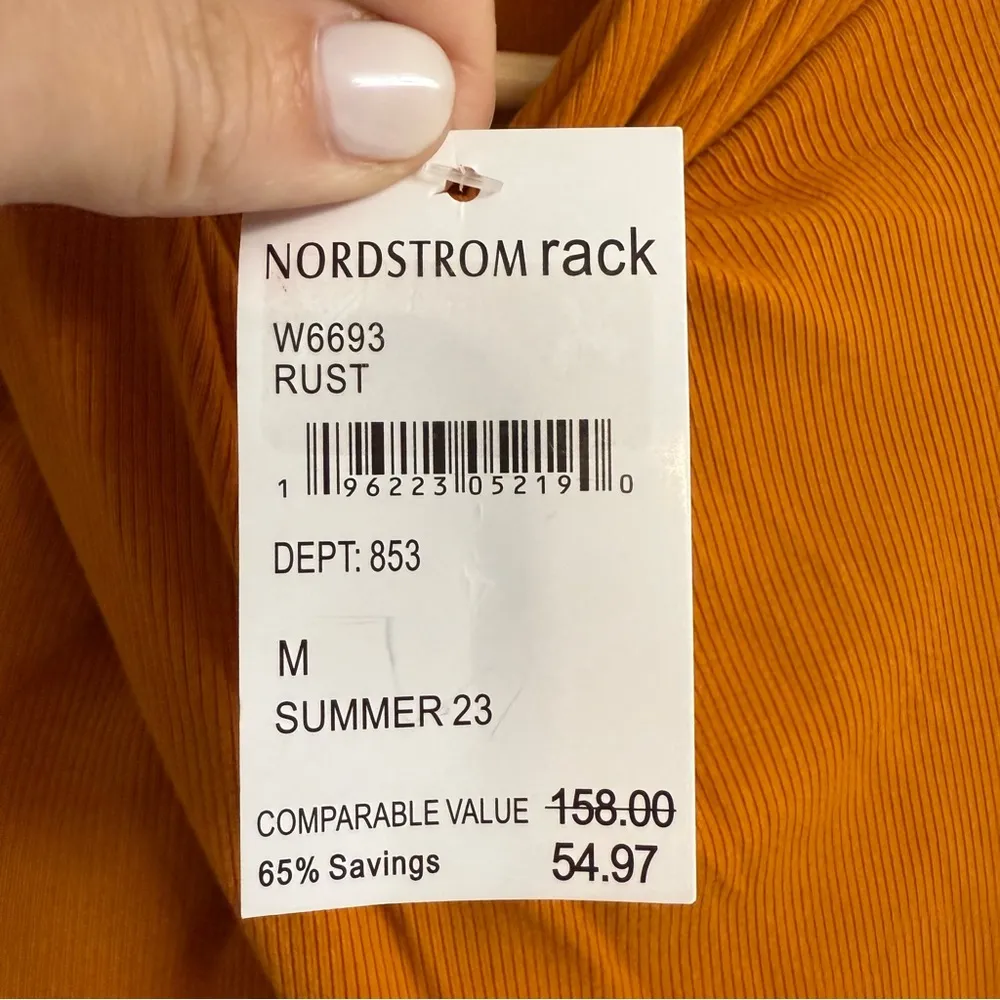 NORDSTROM rack
W6693
RUST
1 96223 05219 0
DEPT: 853
M
SUMMER 23
COMPARABLE VALUE 158.00
65% Savings 54.97